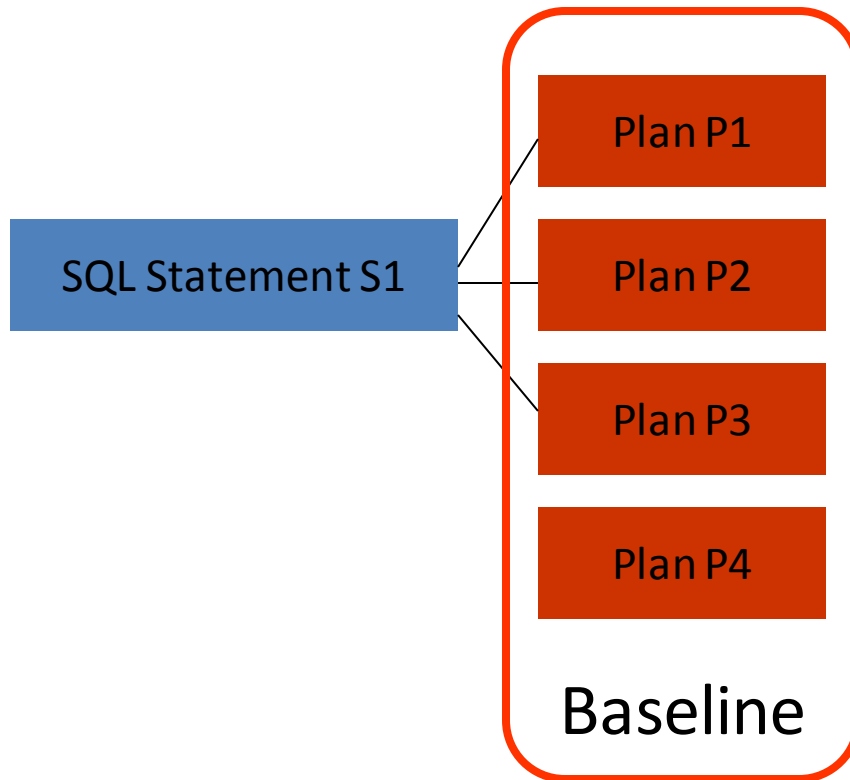 Plan P1
SQL Statement S1
Plan P2
Plan P3
Plan P4
Baseline